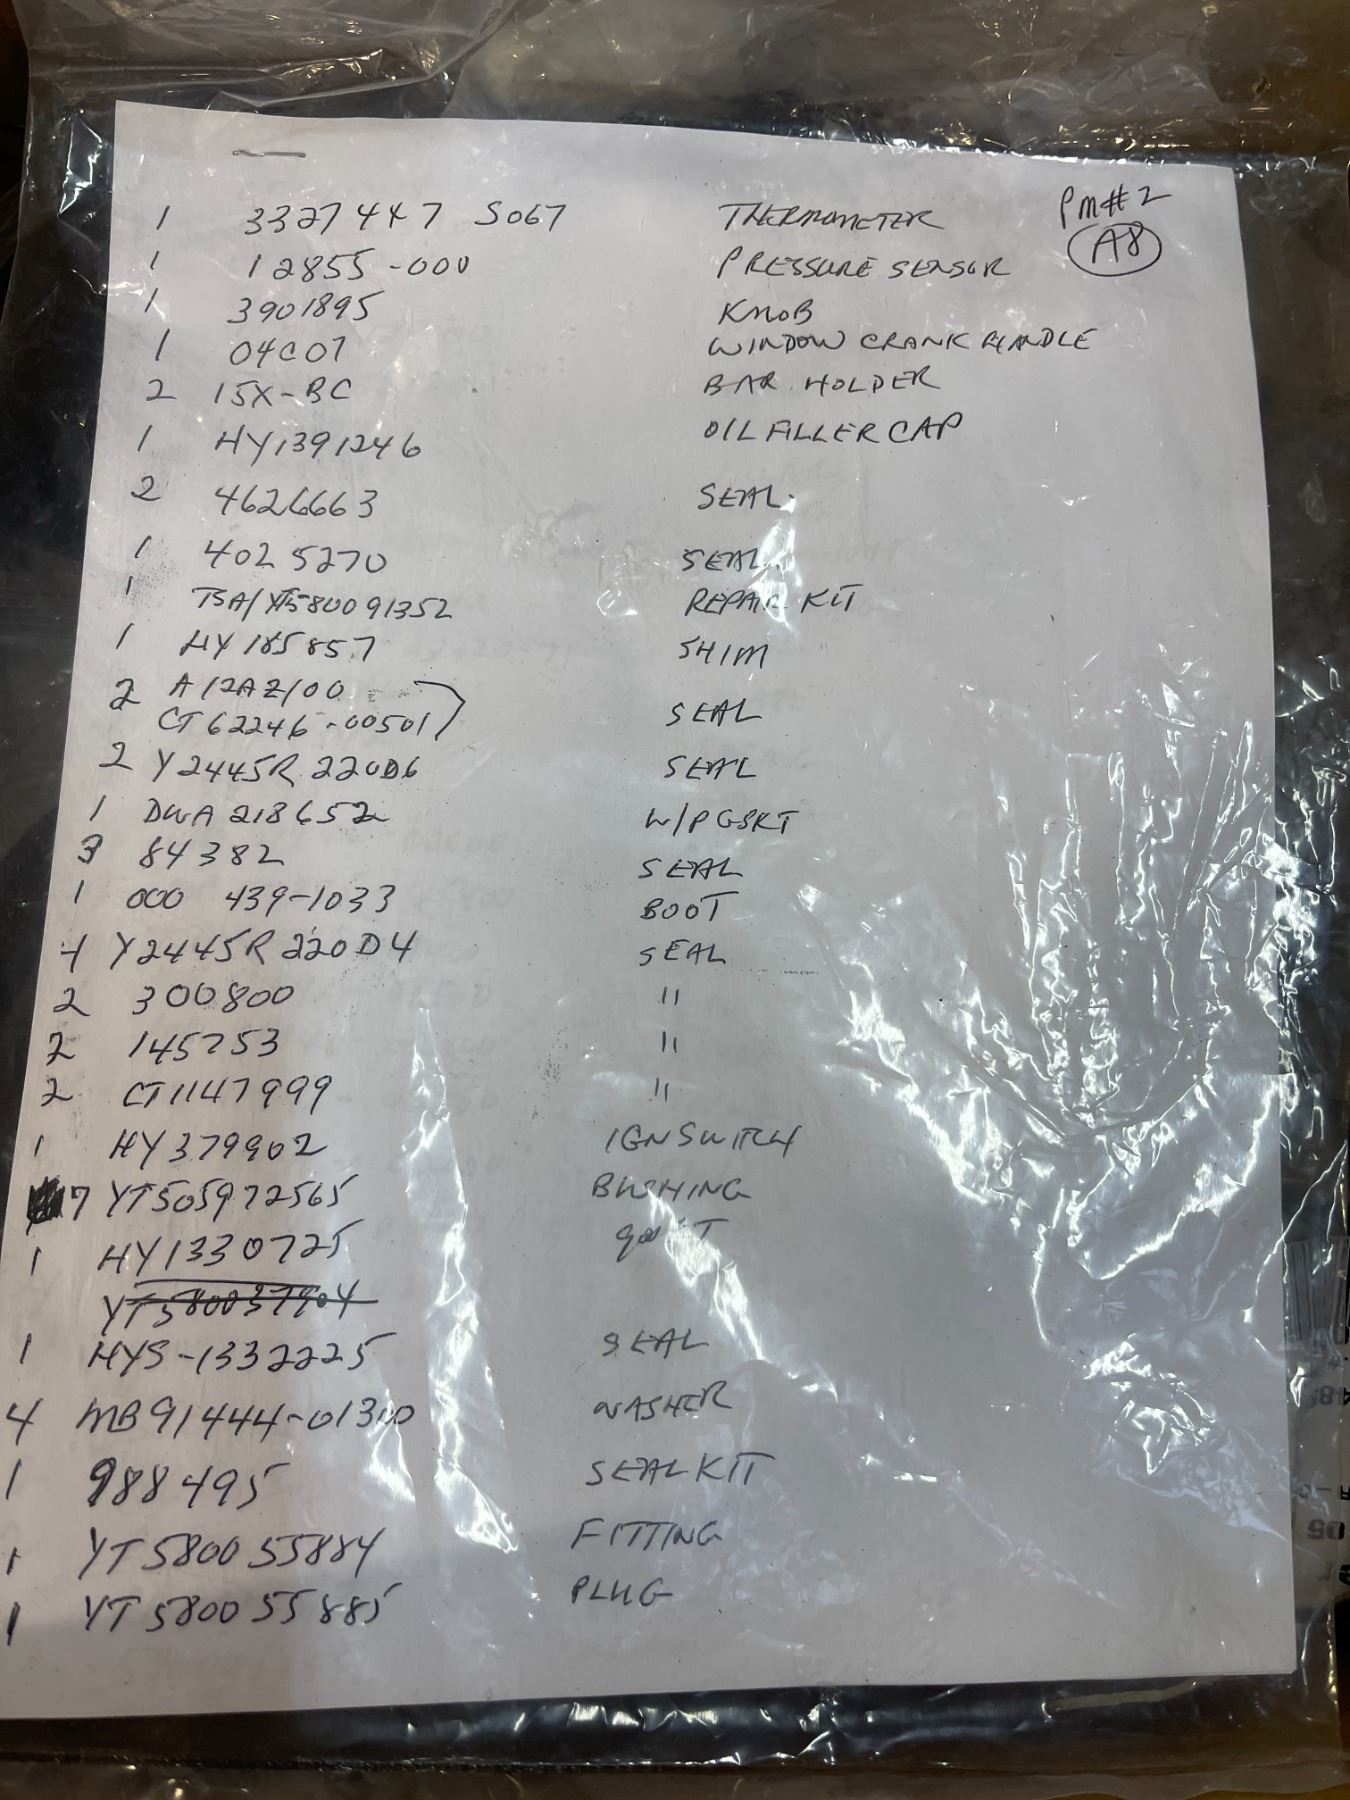 PM#2
A8
1 3327447 S067 THERMOMETER
1 12855-000 PRESSURE SENSOR
1 3901895 KNOB
1 04C07 WINDOW CRANK HANDLE
2 15X-BC BAR HOLDER
1 HY1391246 OIL FILLER CAP
2 4626663 SEAL
1 4025270 SEAL
1 TSA/YT580091352 REPAIR KIT
1 HY185857 SHIM
2 A12AZ100
CT62246-00501 SEAL
2 Y2445R220D6 SEAL
1 DWA218652 W/P GSKT
3 84382 SEAL
1 000 439-1033 BOOT
4 Y2445R220D4 SEAL
2 300800 "
2 145253 "
2 CT1147999 "
1 HY379902 IGN SWITCH
7 YT505972565 BUSHING
1 HY1330725
YT580037904
1 HYS-1332225 SEAL
4 MB91444-01300 WASHER
1 988495 SEAL KIT
1 YT580055884 FITTING
1 YT580055885 PLUG